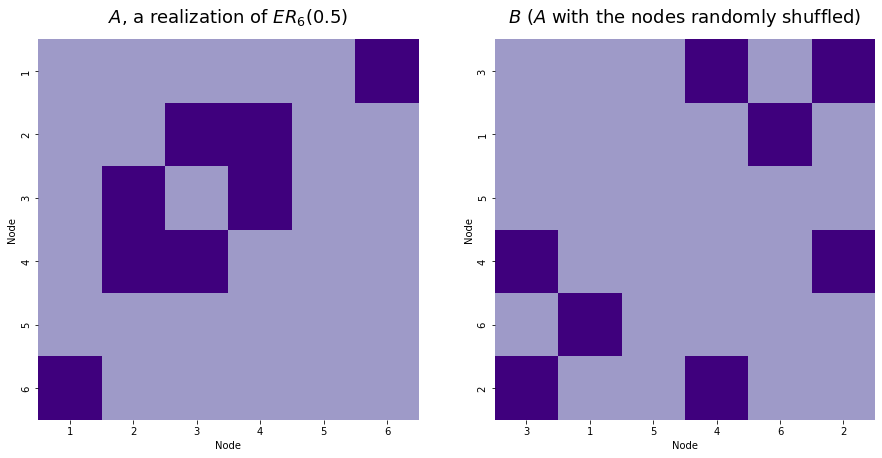 A, a realization of ER₆(0.5)
Node
1
2
3
4
5
6
1 2 3 4 5 6
Node
B (A with the nodes randomly shuffled)
Node
3
1
5
4
6
2
3 1 5 4 6 2
Node